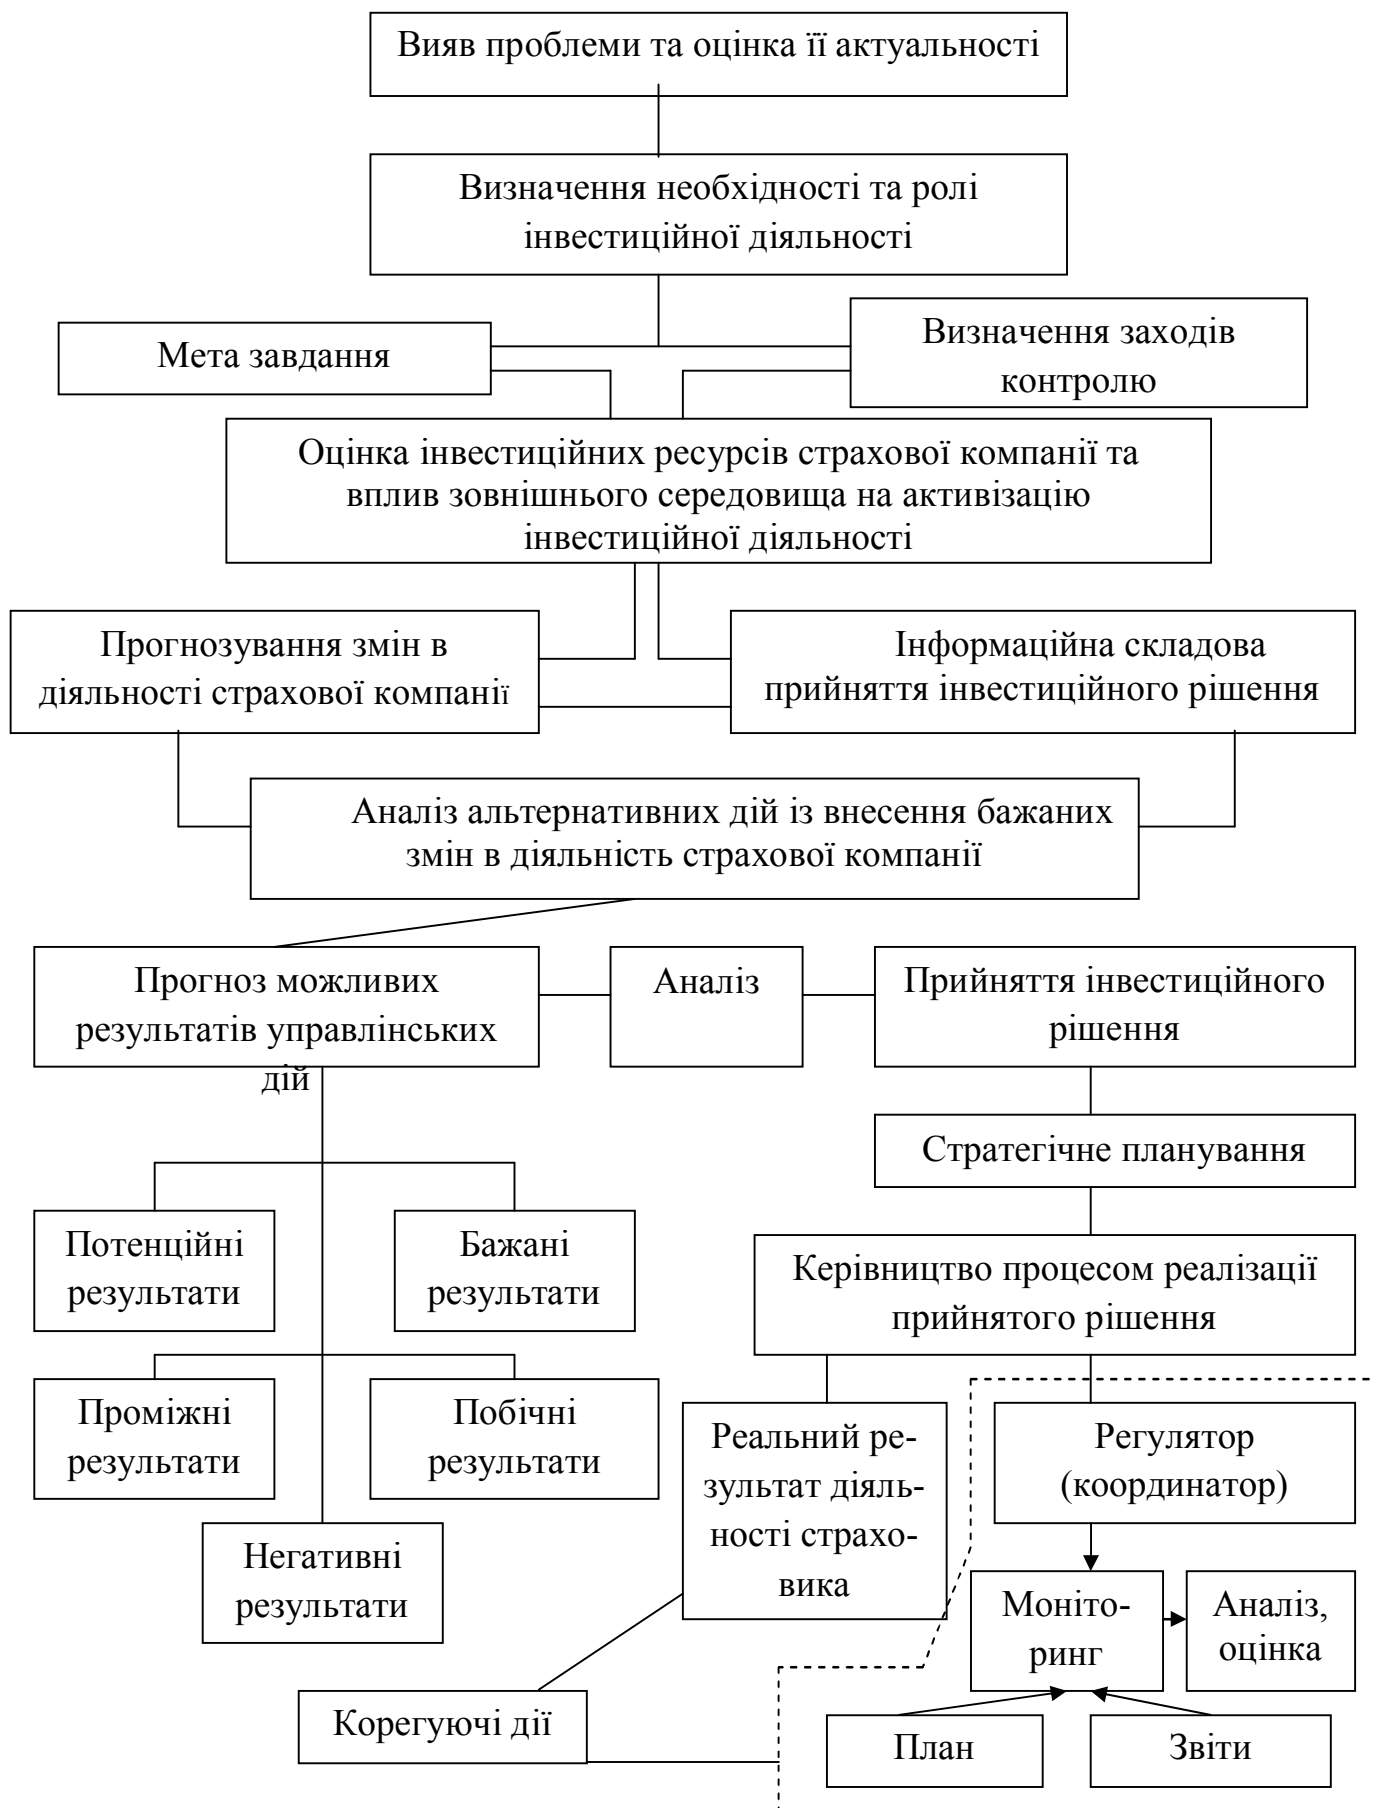 Вияв проблеми та оцінка її актуальності
Визначення необхідності та ролі
інвестиційної діяльності
Мета завдання
Визначення заходів
контролю
Оцінка інвестиційних ресурсів страхової компанії та
вплив зовнішнього середовища на активізацію
інвестиційної діяльності
Прогнозування змін в
діяльності страхової компанії
Інформаційна складова
прийняття інвестиційного рішення
Аналіз альтернативних дій із внесення бажаних
змін в діяльність страхової компанії
Прогноз можливих
результатів управлінських
дій
Аналіз
Прийняття інвестиційного
рішення
Стратегічне планування
Потенційні
результати
Бажані
результати
Керівництво процесом реалізації
прийнятого рішення
Проміжні
результати
Побічні
результати
Реальний ре-
зультат діяль-
ності страхо-
вика
Регулятор
(координатор)
Негативні
результати
Моніто-
ринг
Аналіз,
оцінка
Корегуючі дії
План
Звіти